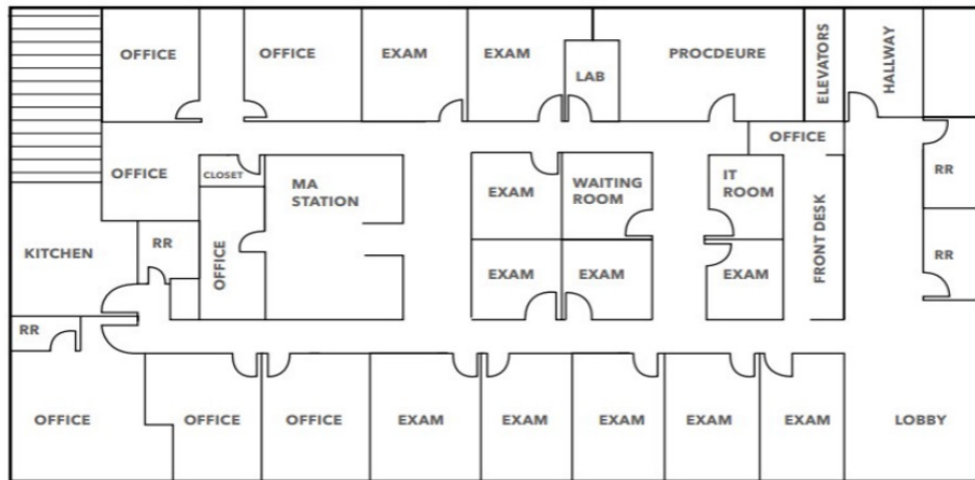 OFFICE
OFFICE
EXAM
EXAM
LAB
PROCDEURE
ELEVATORS
HALLWAY
OFFICE
OFFICE
CLOSET
MA
STATION
EXAM
WAITING
ROOM
IT
ROOM
RR
KITCHEN
RR
OFFICE
EXAM
EXAM
EXAM
FRONT DESK
RR
RR
OFFICE
OFFICE
OFFICE
EXAM
EXAM
EXAM
EXAM
EXAM
LOBBY